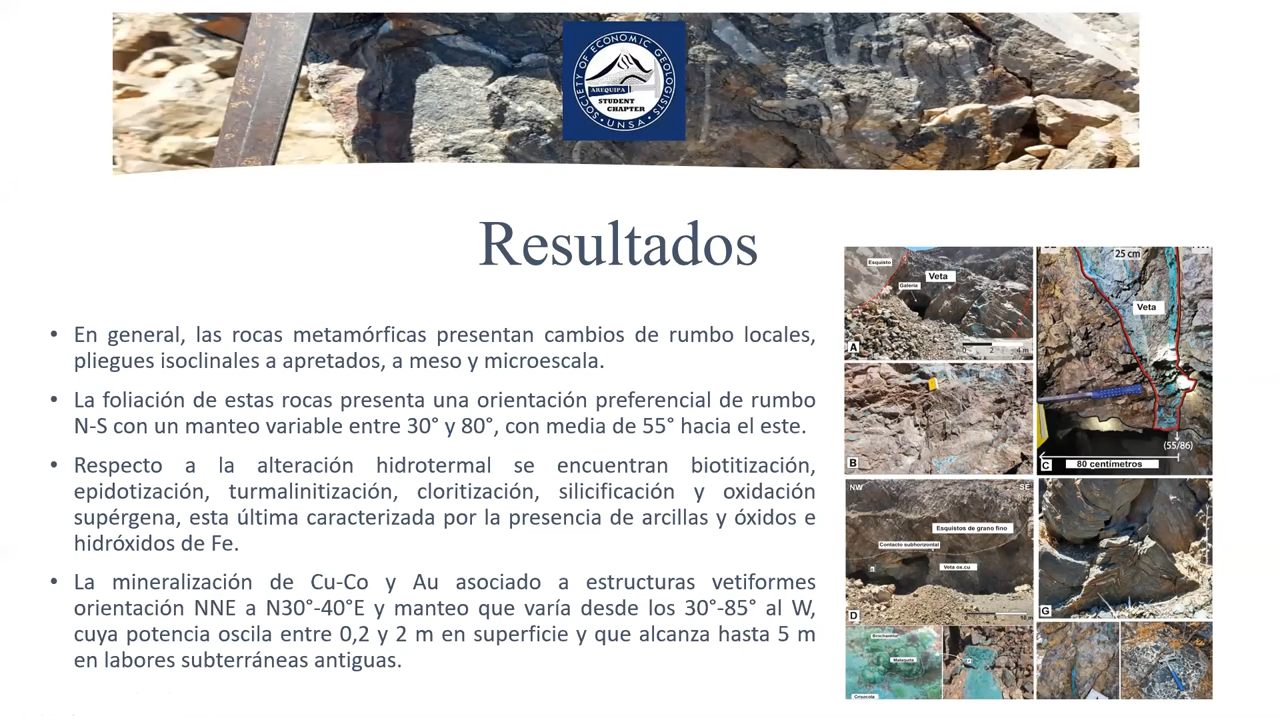 SOCIETY OF ECONOMIC GEOLOGISTS
AREQUIPA
STUDENT
CHAPTER
• UNSA •
Resultados
• En general, las rocas metamórficas presentan cambios de rumbo locales,
pliegues isoclinales a apretados, a meso y microescala.
• La foliación de estas rocas presenta una orientación preferencial de rumbo
N-S con un manteo variable entre 30° y 80°, con media de 55° hacia el este.
• Respecto a la alteración hidrotermal se encuentran biotitización,
epidotización, turmalinitización, cloritización, silicificación y oxidación
supérgena, esta última caracterizada por la presencia de arcillas y óxidos e
hidróxidos de Fe.
• La mineralización de Cu-Co y Au asociado a estructuras vetiformes
orientación NNE a N30°-40°E y manteo que varía desde los 30°-85° al W,
cuya potencia oscila entre 0,2 y 2 m en superficie y que alcanza hasta 5 m
en labores subterráneas antiguas.
Esquisto
Veta
Galería
2 4 m
A
B
25 cm
Veta
(55/86)
C
80 centímetros
NW
SE
Esquistos de grano fino
Contacto subhorizontal
Veta ox.cu
D
G
Malaquita
Crisocola